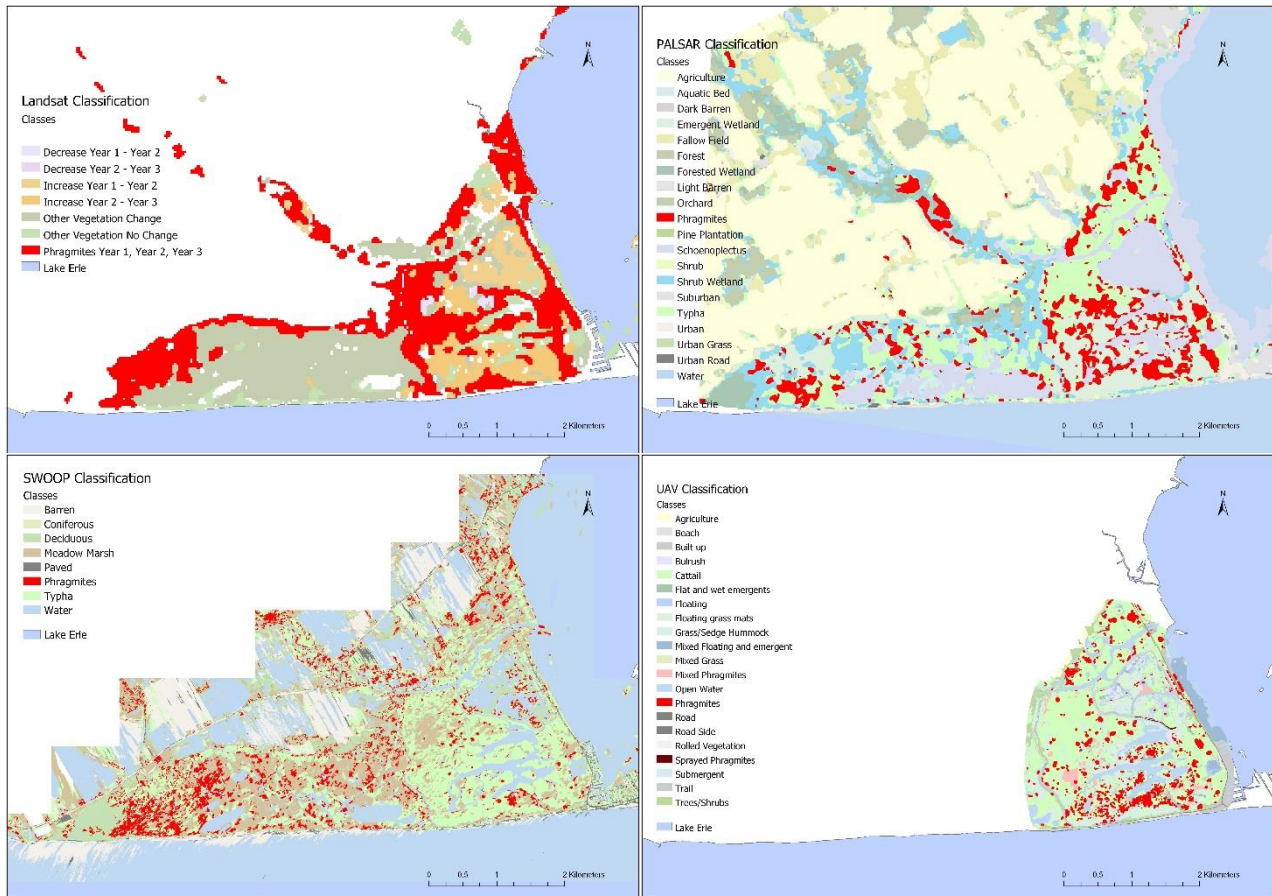 Landsat Classification
Classes
Decrease Year 1 - Year 2
Decrease Year 2 - Year 3
Increase Year 1 - Year 2
Increase Year 2 - Year 3
Other Vegetation Change
Other Vegetation No Change
Phragmites Year 1, Year 2, Year 3
Lake Erie
N
0 0.5 1 2 Kilometers
PALSAR Classification
Classes
Agriculture
Aquatic Bed
Dark Barren
Emergent Wetland
Fallow Field
Forest
Forested Wetland
Light Barren
Orchard
Phragmites
Pine Plantation
Schoenoplectus
Shrub
Shrub Wetland
Suburban
Typha
Urban
Urban Grass
Urban Road
Water
Lake Erie
N
0 0.5 1 2 Kilometers
SWOOP Classification
Classes
Barren
Coniferous
Deciduous
Meadow Marsh
Paved
Phragmites
Typha
Water
Lake Erie
N
0 0.5 1 2 Kilometers
UAV Classification
Classes
Agriculture
Beach
Built up
Bulrush
Cattail
Flat and wet emergents
Floating
Floating grass mats
Grass/Sedge Hummock
Mixed Floating and emergent
Mixed Grass
Mixed Phragmites
Open Water
Phragmites
Road
Road Side
Rolled Vegetation
Sprayed Phragmites
Submergent
Trail
Trees/Shrubs
Lake Erie
N
0 0.5 1 2 Kilometers